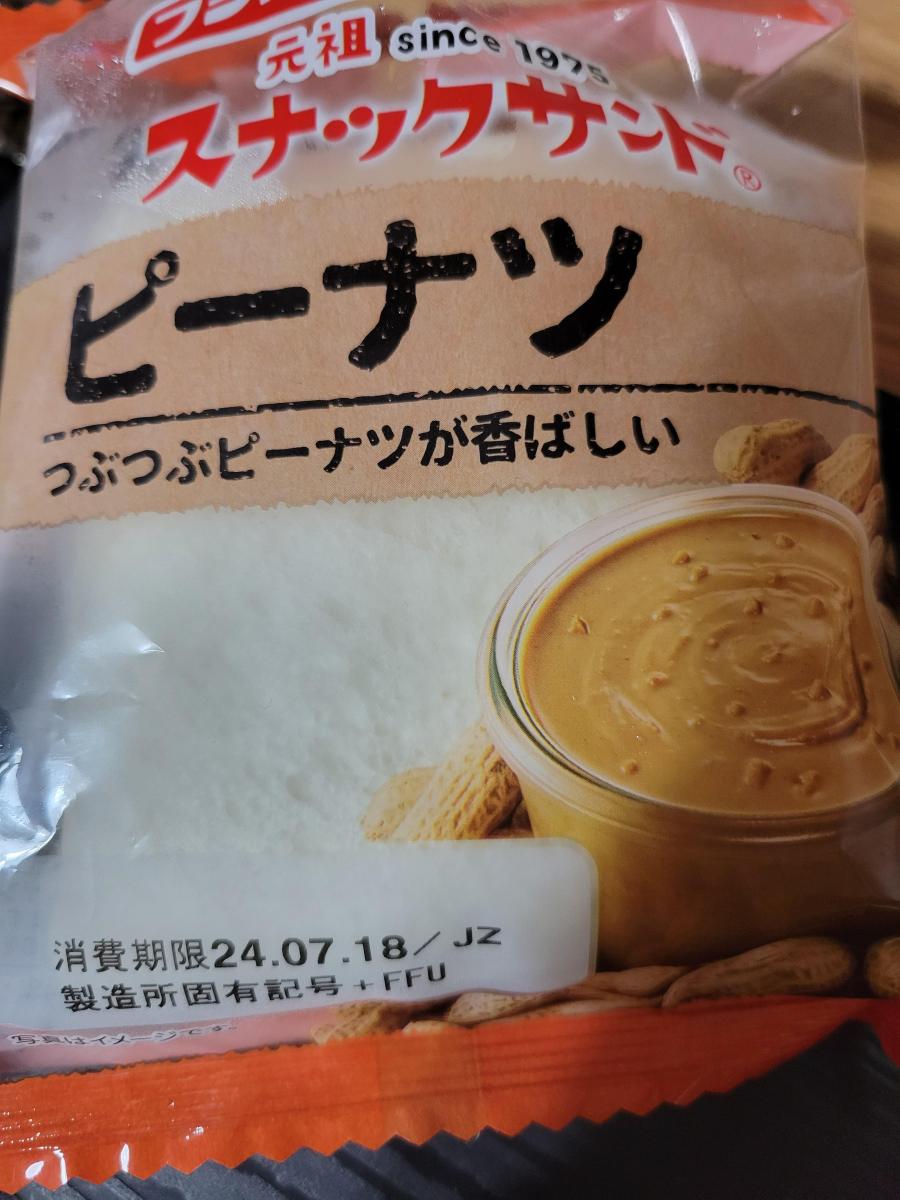 元祖 since 1975
スナックサンド®
ピーナツ
つぶつぶピーナツが香ばしい
消費期限24.07.18/JZ
製造所固有記号+FFU
写真はイメージです。